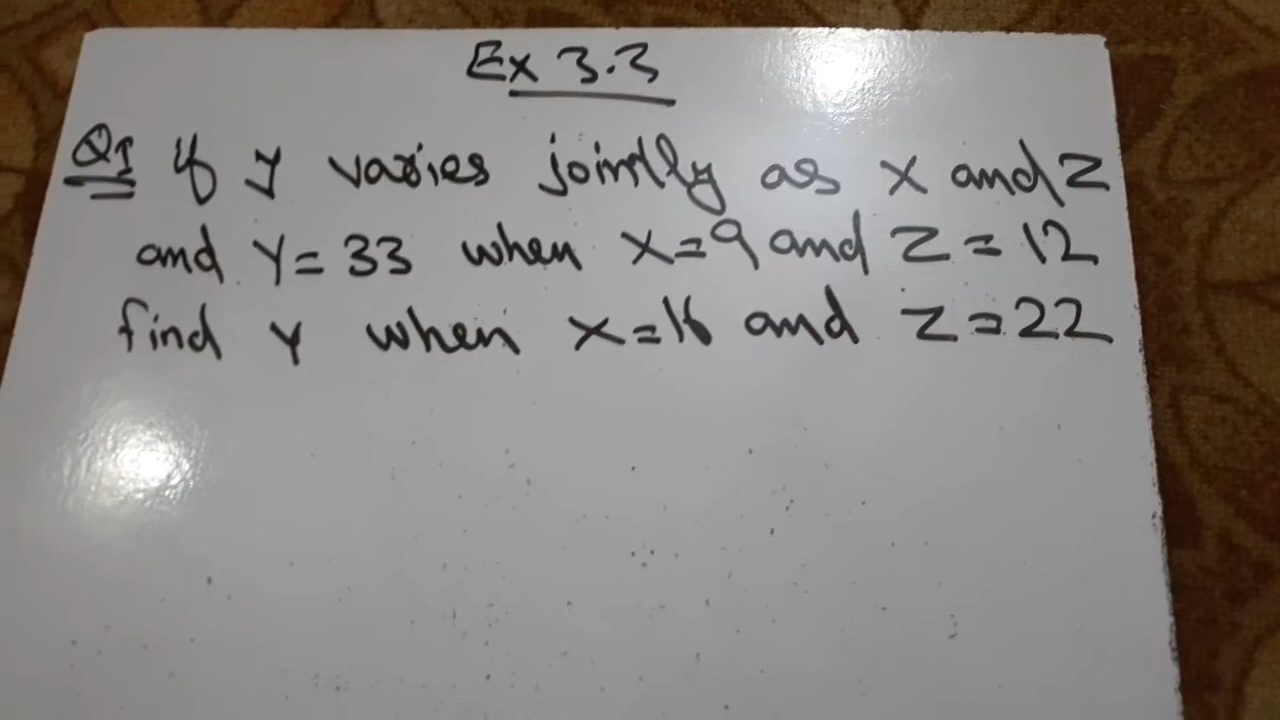 Ex 3.3
Q1 if y varies jointly as x and z
and Y=33 when x=9 and z=12
find Y when x=16 and z=22